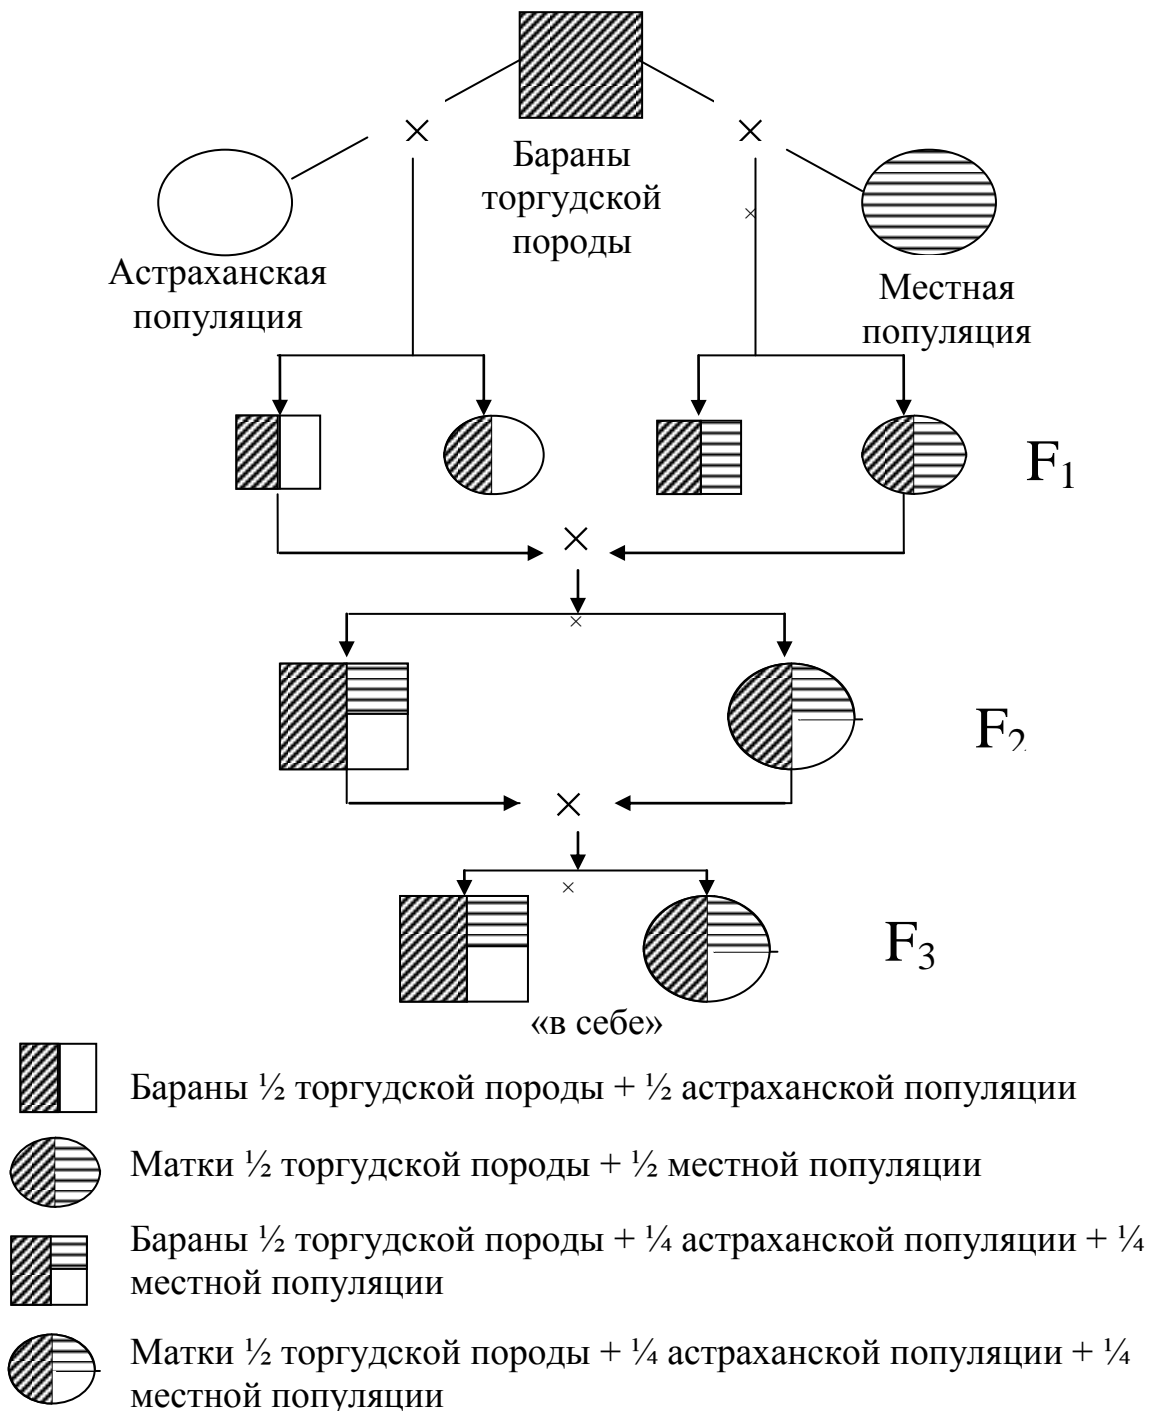 Бараны
торгудской
породы
Астраханская
популяция
Местная
популяция
F₁
F₂
F₃
«в себе»
Бараны ½ торгудской породы + ½ астраханской популяции
Матки ½ торгудской породы + ½ местной популяции
Бараны ½ торгудской породы + ¼ астраханской популяции + ¼
местной популяции
Матки ½ торгудской породы + ¼ астраханской популяции + ¼
местной популяции